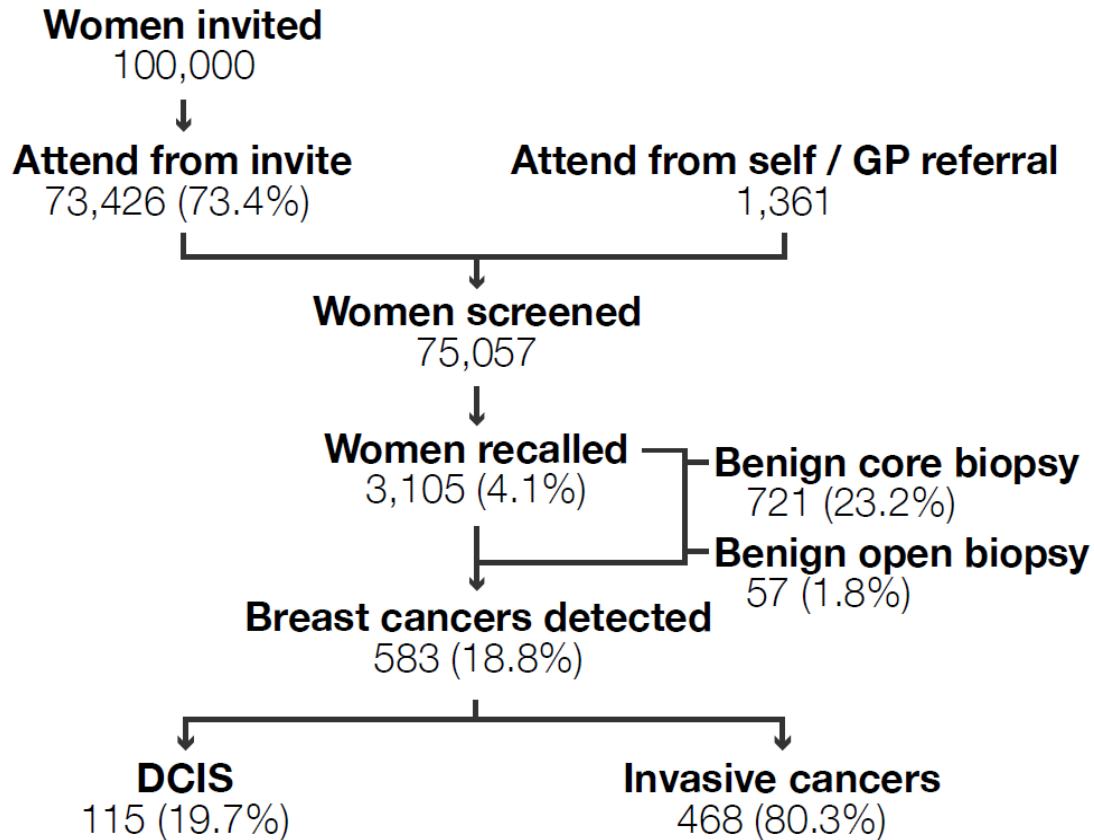 Women invited
100,000
Attend from invite
73,426 (73.4%)
Attend from self / GP referral
1,361
Women screened
75,057
Women recalled
3,105 (4.1%)
Benign core biopsy
721 (23.2%)
Benign open biopsy
57 (1.8%)
Breast cancers detected
583 (18.8%)
DCIS
115 (19.7%)
Invasive cancers
468 (80.3%)